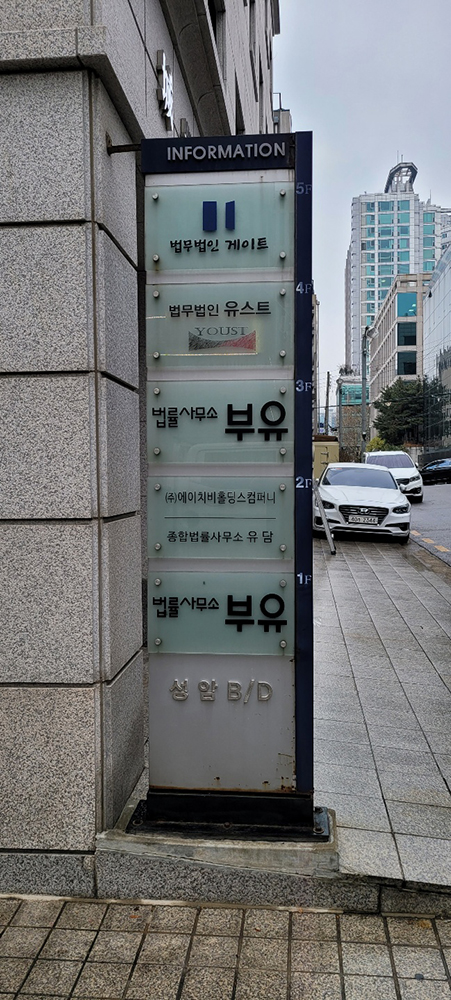 INFORMATION
5F
법무법인 게이트
4F
법무법인 유스트
YOUST
3F
법률사무소 부유
2F
(주)에이치비홀딩스컴퍼니
종합법률사무소 유 담
1F
법률사무소 부유
성 암 B/D